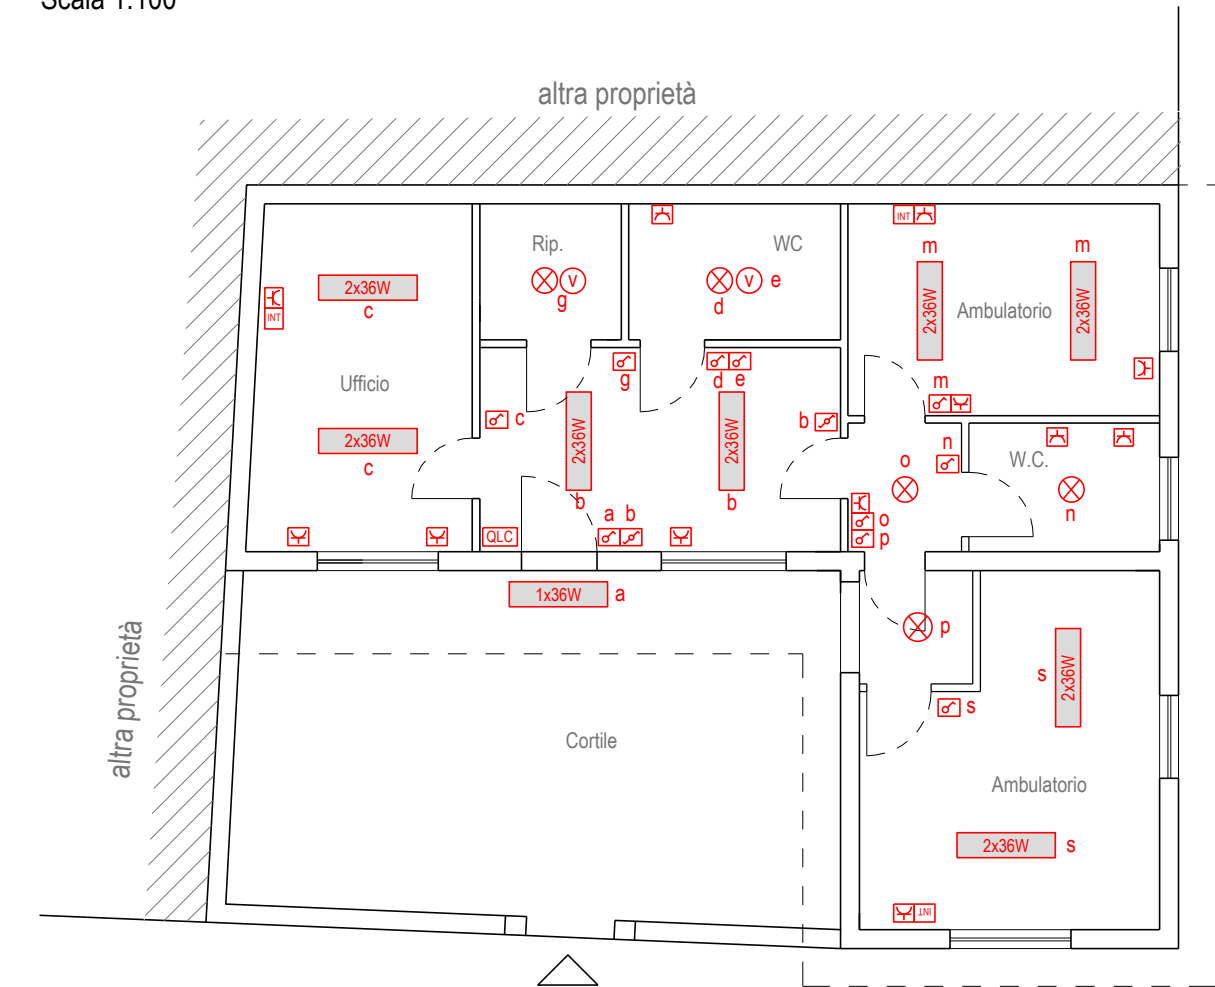 Scala 1:100
altra proprietà
Rip.
WC
INT
m
m
2x36W
c
INT
V
g
V
e
d
2x36W
Ambulatorio
2x36W
Ufficio
g
d
e
m
c
2x36W
2x36W
b
2x36W
c
n
W.C.
o
b
b
n
a
b
o
p
QLC
1x36W
a
p
altra proprietà
s
2x36W
s
Cortile
Ambulatorio
2x36W
s
INT